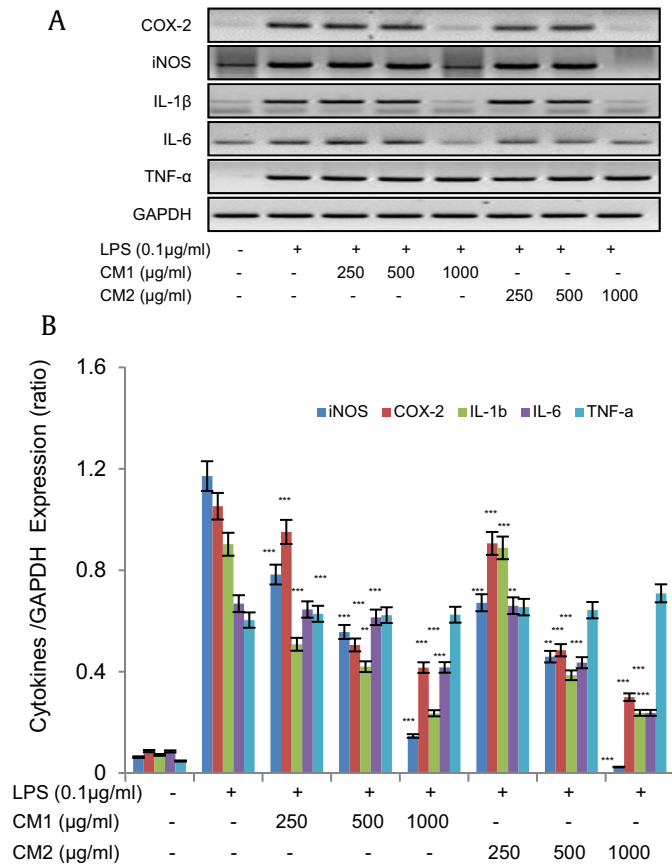 A
COX-2
iNOS
IL-1β
IL-6
TNF-α
GAPDH
LPS (0.1µg/ml) - + + + + + + +
CM1 (µg/ml) - - 250 500 1000 - - -
CM2 (µg/ml) - - - - - 250 500 1000
B
Cytokines /GAPDH Expression (ratio)
1.6
iNOS COX-2 IL-1b IL-6 TNF-a
1.2
0.8
0.4
0
*** *** *** *** *** *** ** *** *** *** *** *** *** *** *** ** ** *** *** *** *** *** *** ***
LPS (0.1µg/ml) - + + + + + + +
CM1 (µg/ml) - - 250 500 1000 - - -
CM2 (µg/ml) - - - - - 250 500 1000